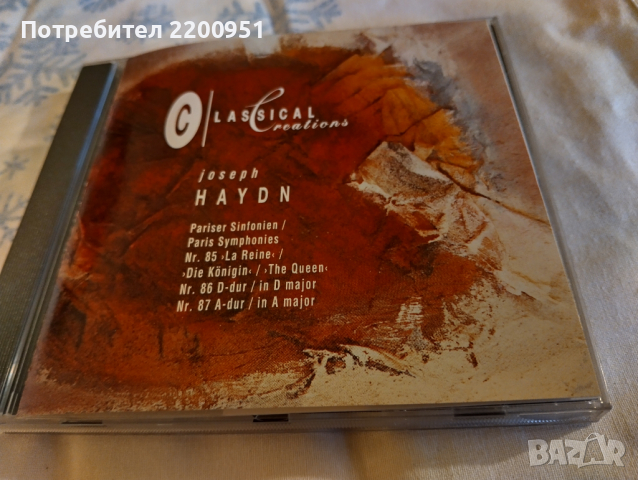 Потребител 2200951
C LASSICAL
Creations
joseph
HAYDN
Pariser Sinfonien /
Paris Symphonies
Nr. 85 ›La Reine‹ /
›Die Königin‹ / ›The Queen‹
Nr. 86 D-dur / in D major
Nr. 87 A-dur / in A major
BAZAR